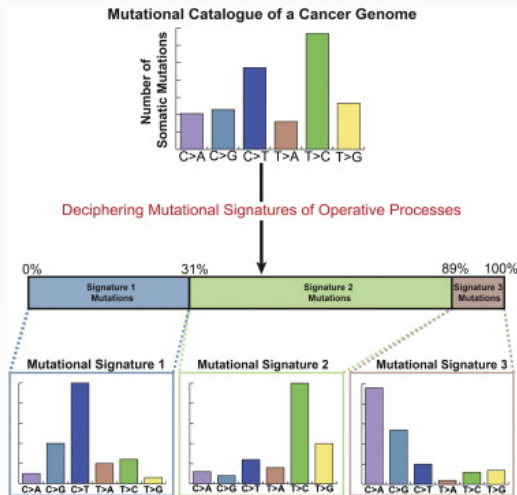 Mutational Catalogue of a Cancer Genome
Number of
Somatic Mutations
C>A C>G C>T T>A T>C T>G
Deciphering Mutational Signatures of Operative Processes
0% 31% 89% 100%
Signature 1 Signature 2 Signature 3
Mutations Mutations Mutations
Mutational Signature 1 Mutational Signature 2 Mutational Signature 3
C>A C>G C>T T>A T>C T>G C>A C>G C>T T>A T>C T>G C>A C>G C>T T>A T>C T>G